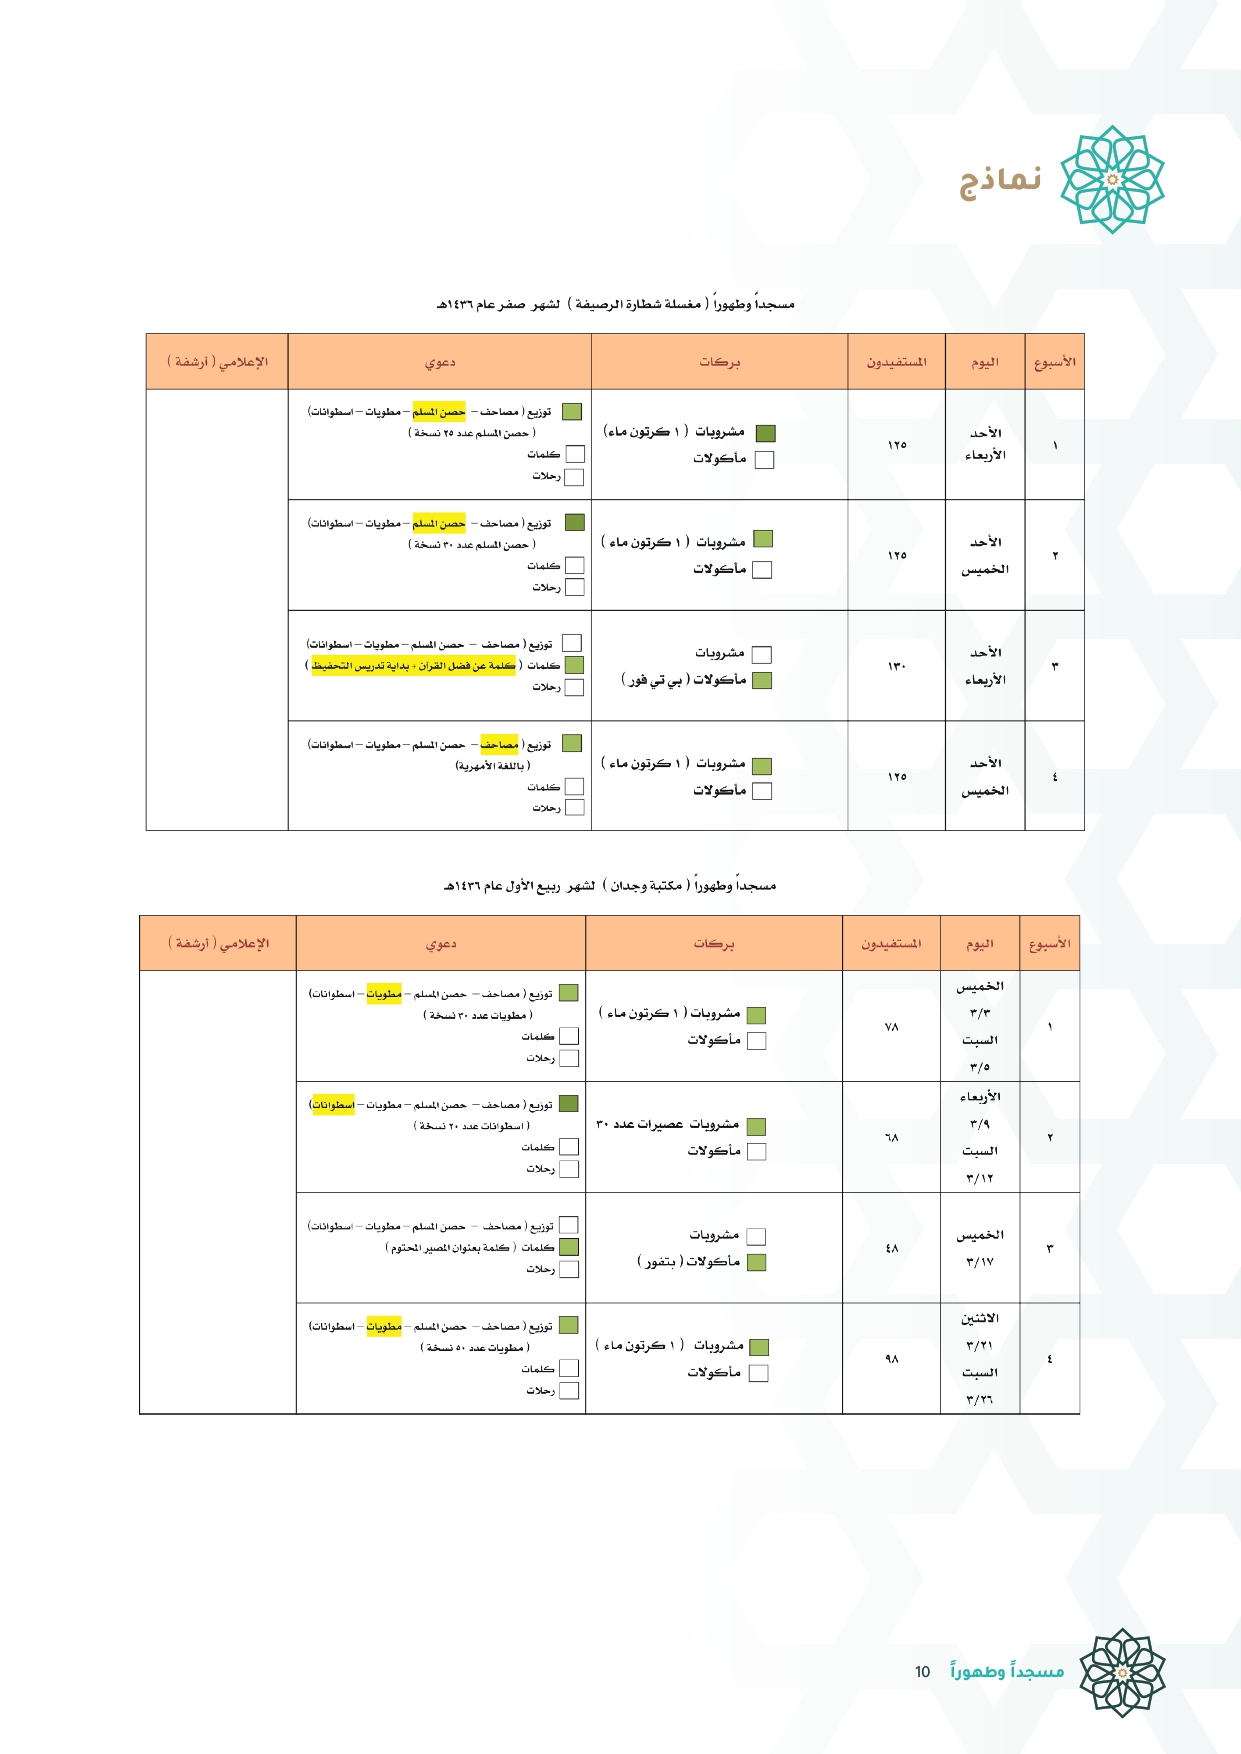 نماذج
مسجداً وطهوراً ( مغسلة شطارة الرصيفة ) لشهر صفر عام ١٤٣٦هـ
الأسبوع اليوم المستفيدون بركات دعوي الإعلامي ( أرشفة )
١
الأحد
الأربعاء
١٢٥
مشروبات ( ١ كرتون ماء)
مأكولات
توزيع ( مصاحف – حصن المسلم – مطويات – اسطوانات)
( حصن المسلم عدد ٢٥ نسخة )
كلمات
رحلات
٢
الأحد
الخميس
١٢٥
مشروبات ( ١ كرتون ماء )
مأكولات
توزيع ( مصاحف – حصن المسلم – مطويات – اسطوانات)
( حصن المسلم عدد ٣٠ نسخة )
كلمات
رحلات
٣
الأحد
الأربعاء
١٣٠
مشروبات
مأكولات ( بي تي فور )
توزيع ( مصاحف – حصن المسلم – مطويات – اسطوانات)
كلمات ( كلمة عن فضل القرآن + بداية تدريس التحفيظ )
رحلات
٤
الأحد
الخميس
١٢٥
مشروبات ( ١ كرتون ماء )
مأكولات
توزيع ( مصاحف – حصن المسلم – مطويات – اسطوانات)
( باللغة الأمهرية)
كلمات
رحلات
مسجداً وطهوراً ( مكتبة وجدان ) لشهر ربيع الأول عام ١٤٣٦هـ
الأسبوع اليوم المستفيدون بركات دعوي الإعلامي ( أرشفة )
١
الخميس
٣/٣
السبت
٣/٥
٧٨
مشروبات ( ١ كرتون ماء )
مأكولات
توزيع ( مصاحف – حصن المسلم – مطويات – اسطوانات)
( مطويات عدد ٣٠ نسخة )
كلمات
رحلات
٢
الأربعاء
٣/٩
السبت
٣/١٢
٦٨
مشروبات عصيرات عدد ٣٠
مأكولات
توزيع ( مصاحف – حصن المسلم – مطويات – اسطوانات)
( اسطوانات عدد ٢٠ نسخة )
كلمات
رحلات
٣
الخميس
٣/١٧
٤٨
مشروبات
مأكولات ( بتفور )
توزيع ( مصاحف – حصن المسلم – مطويات – اسطوانات)
كلمات ( كلمة بعنوان المصير المحتوم )
رحلات
٤
الاثنين
٣/٢١
السبت
٣/٢٦
٩٨
مشروبات ( ١ كرتون ماء )
مأكولات
توزيع ( مصاحف – حصن المسلم – مطويات – اسطوانات)
( مطويات عدد ٥٠ نسخة )
كلمات
رحلات
مسجداً وطهوراً 10